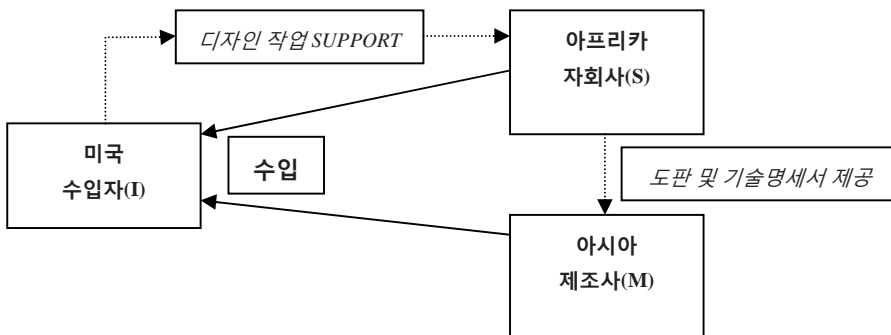 디자인 작업 SUPPORT
아프리카
자회사(S)
미국
수입자(I)
수입
도판 및 기술명세서 제공
아시아
제조사(M)